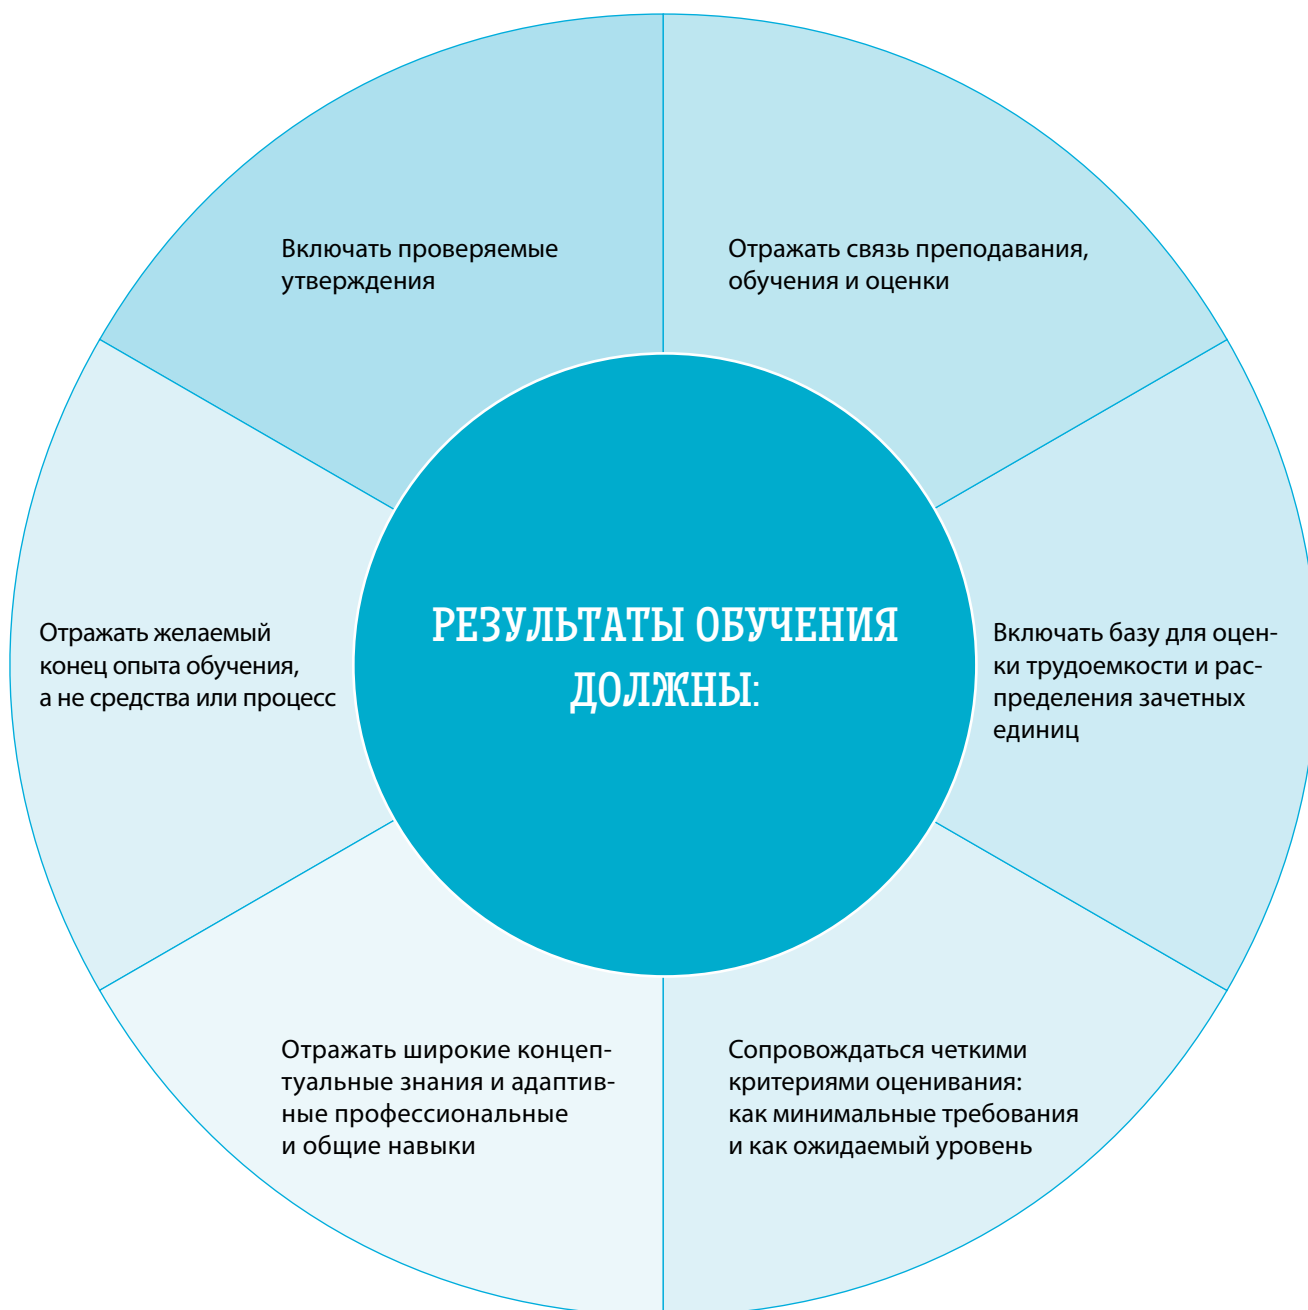 Включать проверяемые
утверждения
Отражать связь преподавания,
обучения и оценки
Отражать желаемый
конец опыта обучения,
а не средства или процесс
РЕЗУЛЬТАТЫ ОБУЧЕНИЯ
ДОЛЖНЫ:
Включать базу для оцен-
ки трудоемкости и рас-
пределения зачетных
единиц
Отражать широкие концеп-
туальные знания и адаптив-
ные профессиональные
и общие навыки
Сопровождаться четкими
критериями оценивания:
как минимальные требования
и как ожидаемый уровень